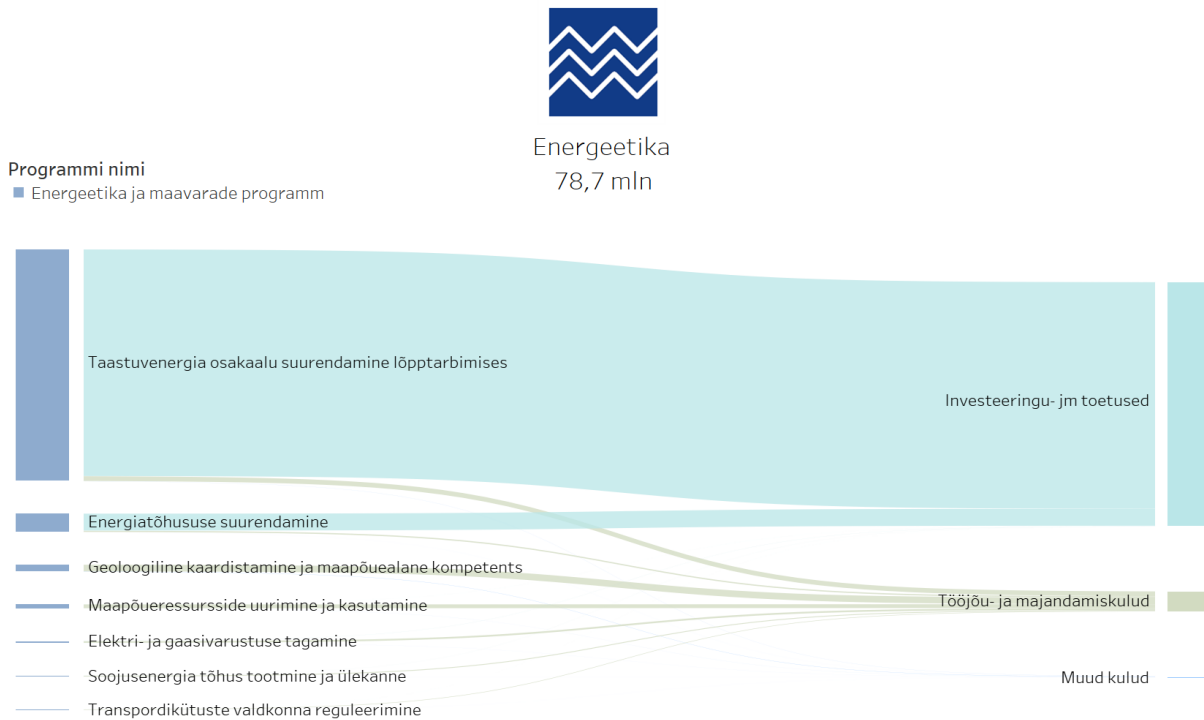 Energeetika
78,7 mln
Programmi nimi
Energeetika ja maavarade programm
Taastuvenergia osakaalu suurendamine lõpptarbimises
Investeeringu- jm toetused
Energiatõhususe suurendamine
Geoloogiline kaardistamine ja maapõuealane kompetents
Maapõueressursside uurimine ja kasutamine
Tööjõu- ja majandamiskulud
Elektri- ja gaasivarustuse tagamine
Soojusenergia tõhus tootmine ja ülekanne
Muud kulud
Transpordikütuste valdkonna reguleerimine